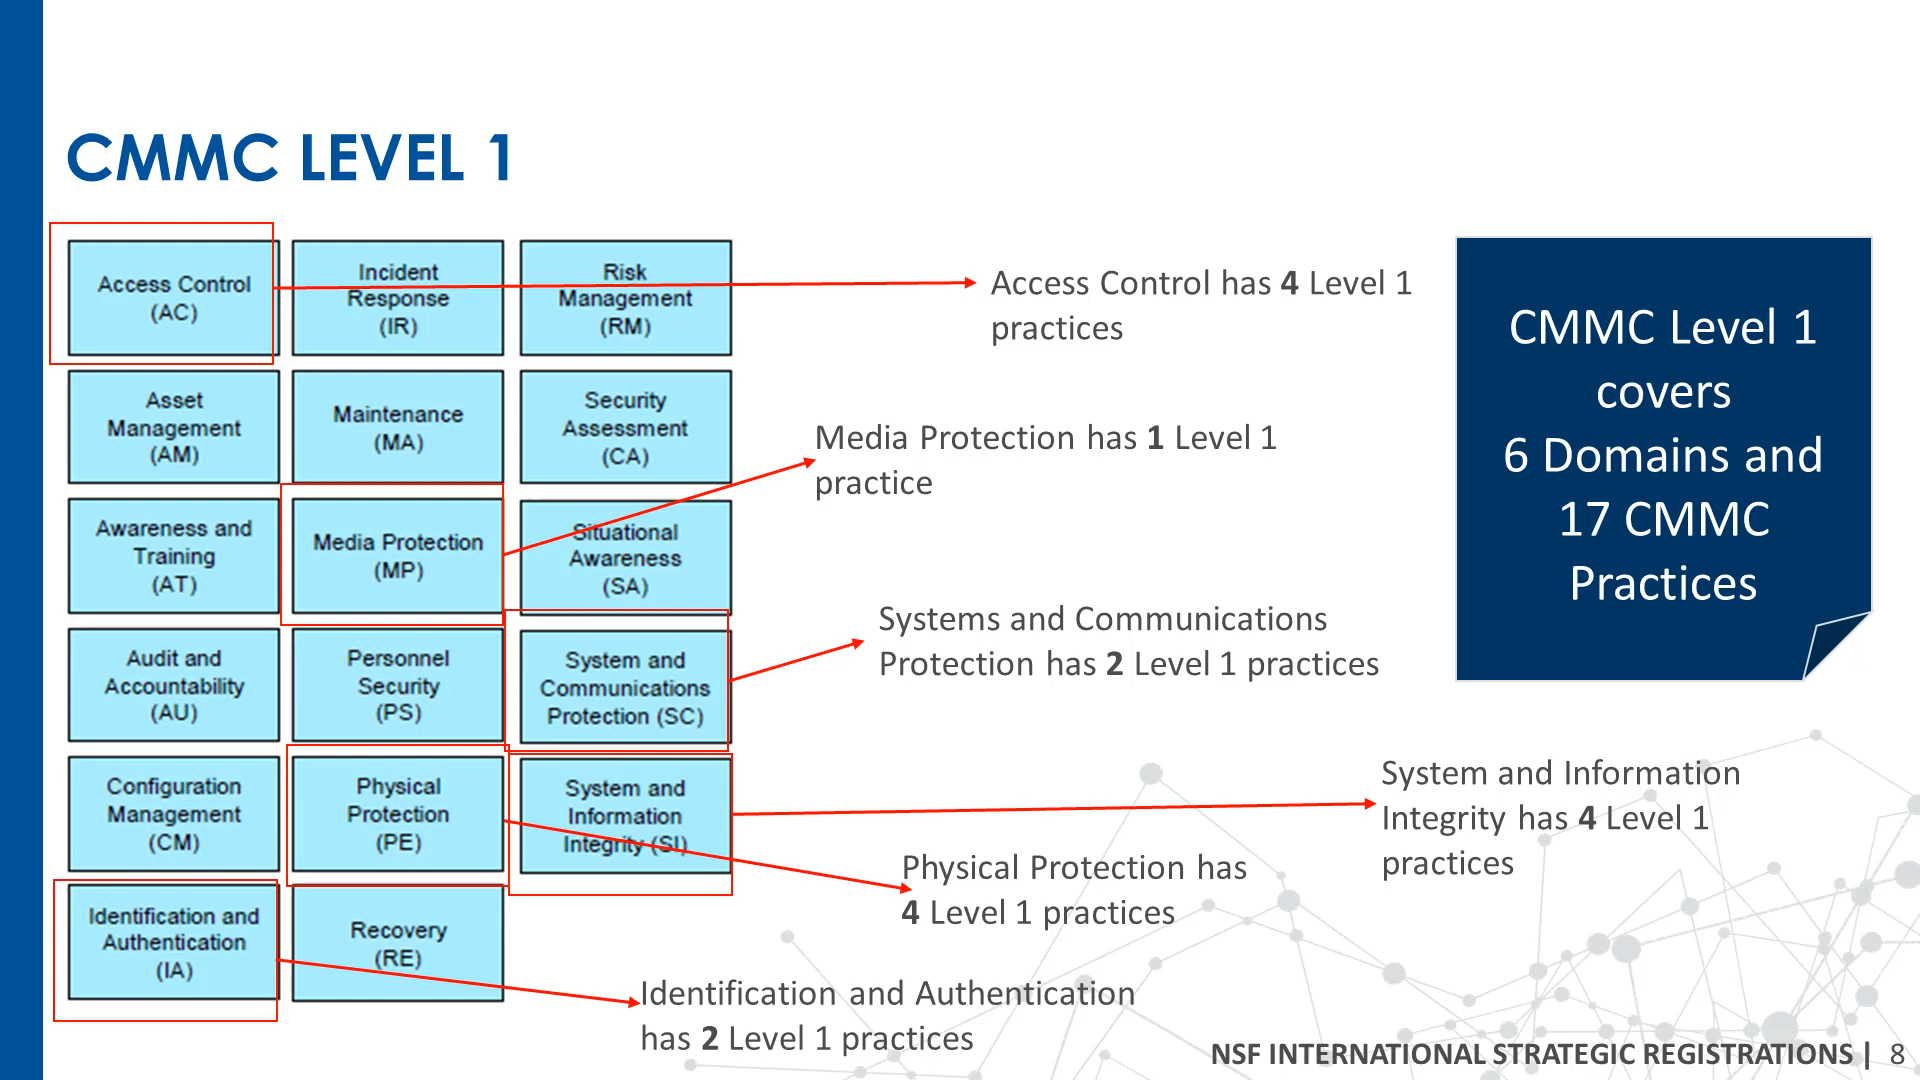 CMMC LEVEL 1
Access Control
(AC)
Incident
Response
(IR)
Risk
Management
(RM)
Asset
Management
(AM)
Maintenance
(MA)
Security
Assessment
(CA)
Awareness and
Training
(AT)
Media Protection
(MP)
Situational
Awareness
(SA)
Audit and
Accountability
(AU)
Personnel
Security
(PS)
System and
Communications
Protection (SC)
Configuration
Management
(CM)
Physical
Protection
(PE)
System and
Information
Integrity (SI)
Identification and
Authentication
(IA)
Recovery
(RE)
Access Control has 4 Level 1
practices
Media Protection has 1 Level 1
practice
Systems and Communications
Protection has 2 Level 1 practices
System and Information
Integrity has 4 Level 1
practices
Physical Protection has
4 Level 1 practices
Identification and Authentication
has 2 Level 1 practices
CMMC Level 1
covers
6 Domains and
17 CMMC
Practices
NSF INTERNATIONAL STRATEGIC REGISTRATIONS | 8